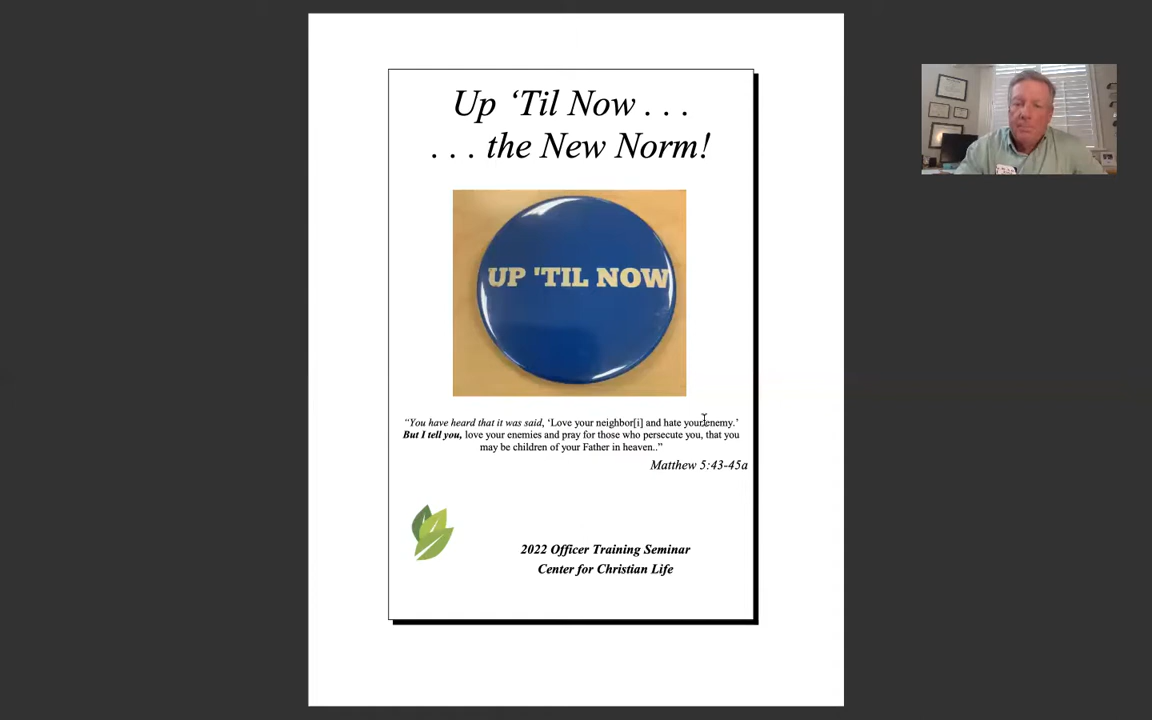 Up ‘Til Now . . .
. . . the New Norm!
UP 'TIL NOW
“You have heard that it was said, ‘Love your neighbor[i] and hate your enemy.’
But I tell you, love your enemies and pray for those who persecute you, that you
may be children of your Father in heaven..”
Matthew 5:43-45a
2022 Officer Training Seminar
Center for Christian Life